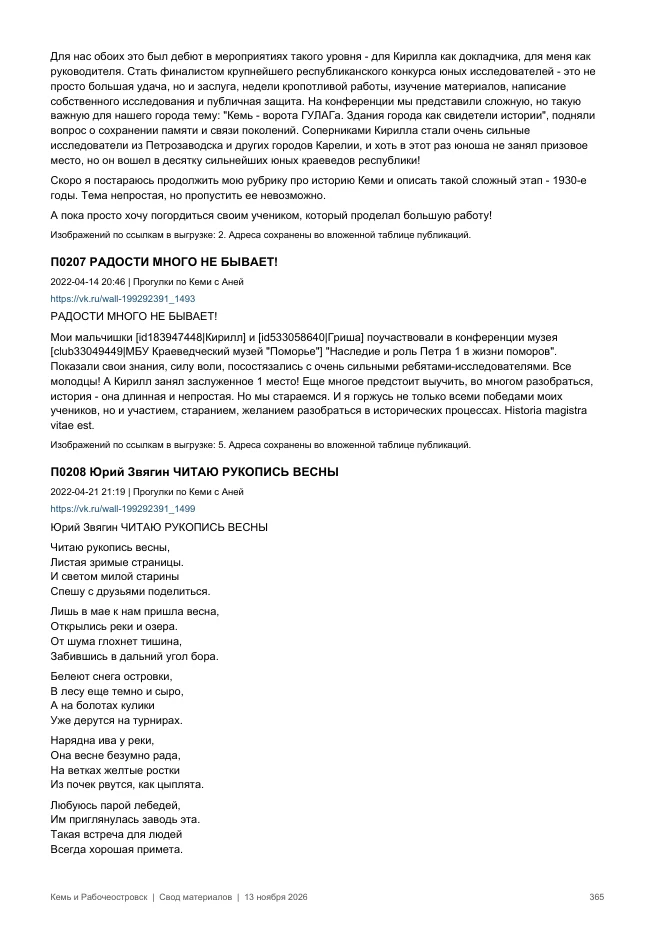 Для нас обоих это был дебют в мероприятиях такого уровня - для Кирилла как докладчика, для меня как
руководителя. Стать финалистом крупнейшего республиканского конкурса юных исследователей - это не
просто большая удача, но и заслуга, недели кропотливой работы, изучение материалов, написание
собственного исследования и публичная защита. На конференции мы представили сложную, но такую
важную для нашего города тему: "Кемь - ворота ГУЛАГа. Здания города как свидетели истории", подняли
вопрос о сохранении памяти и связи поколений. Соперниками Кирилла стали очень сильные
исследователи из Петрозаводска и других городов Карелии, и хоть в этот раз юноша не занял призовое
место, но он вошел в десятку сильнейших юных краеведов республики!
Скоро я постараюсь продолжить мою рубрику про историю Кеми и описать такой сложный этап - 1930-е
годы. Тема непростая, но пропустить ее невозможно.
А пока просто хочу погордиться своим учеником, который проделал большую работу!
Изображений по ссылкам в выгрузке: 2. Адреса сохранены во вложенной таблице публикаций.
П0207 РАДОСТИ МНОГО НЕ БЫВАЕТ!
2022-04-14 20:46 | Прогулки по Кеми с Аней
https://vk.ru/wall-199292391_1493
РАДОСТИ МНОГО НЕ БЫВАЕТ!
Мои мальчишки [id183947448|Кирилл] и [id533058640|Гриша] поучаствовали в конференции музея
[club33049449|МБУ Краеведческий музей "Поморье"] "Наследие и роль Петра 1 в жизни поморов".
Показали свои знания, силу воли, посостязались с очень сильными ребятами-исследователями. Все
молодцы! А Кирилл занял заслуженное 1 место! Еще многое предстоит выучить, во многом разобраться,
история - она длинная и непростая. Но мы стараемся. И я горжусь не только всеми победами моих
учеников, но и участием, старанием, желанием разобраться в исторических процессах. Historia magistra
vitae est.
Изображений по ссылкам в выгрузке: 5. Адреса сохранены во вложенной таблице публикаций.
П0208 Юрий Звягин ЧИТАЮ РУКОПИСЬ ВЕСНЫ
2022-04-21 21:19 | Прогулки по Кеми с Аней
https://vk.ru/wall-199292391_1499
Юрий Звягин ЧИТАЮ РУКОПИСЬ ВЕСНЫ
Читаю рукопись весны,
Листая зримые страницы.
И светом милой старины
Спешу с друзьями поделиться.
Лишь в мае к нам пришла весна,
Открылись реки и озера.
От шума глохнет тишина,
Забившись в дальний угол бора.
Белеют снега островки,
В лесу еще темно и сыро,
А на болотах кулики
Уже дерутся на турнирах.
Нарядна ива у реки,
Она весне безумно рада,
На ветках желтые ростки
Из почек рвутся, как цыплята.
Любуюсь парой лебедей,
Им приглянулась заводь эта.
Такая встреча для людей
Всегда хорошая примета.
Кемь и Рабочеостровск | Свод материалов | 13 ноября 2026
365